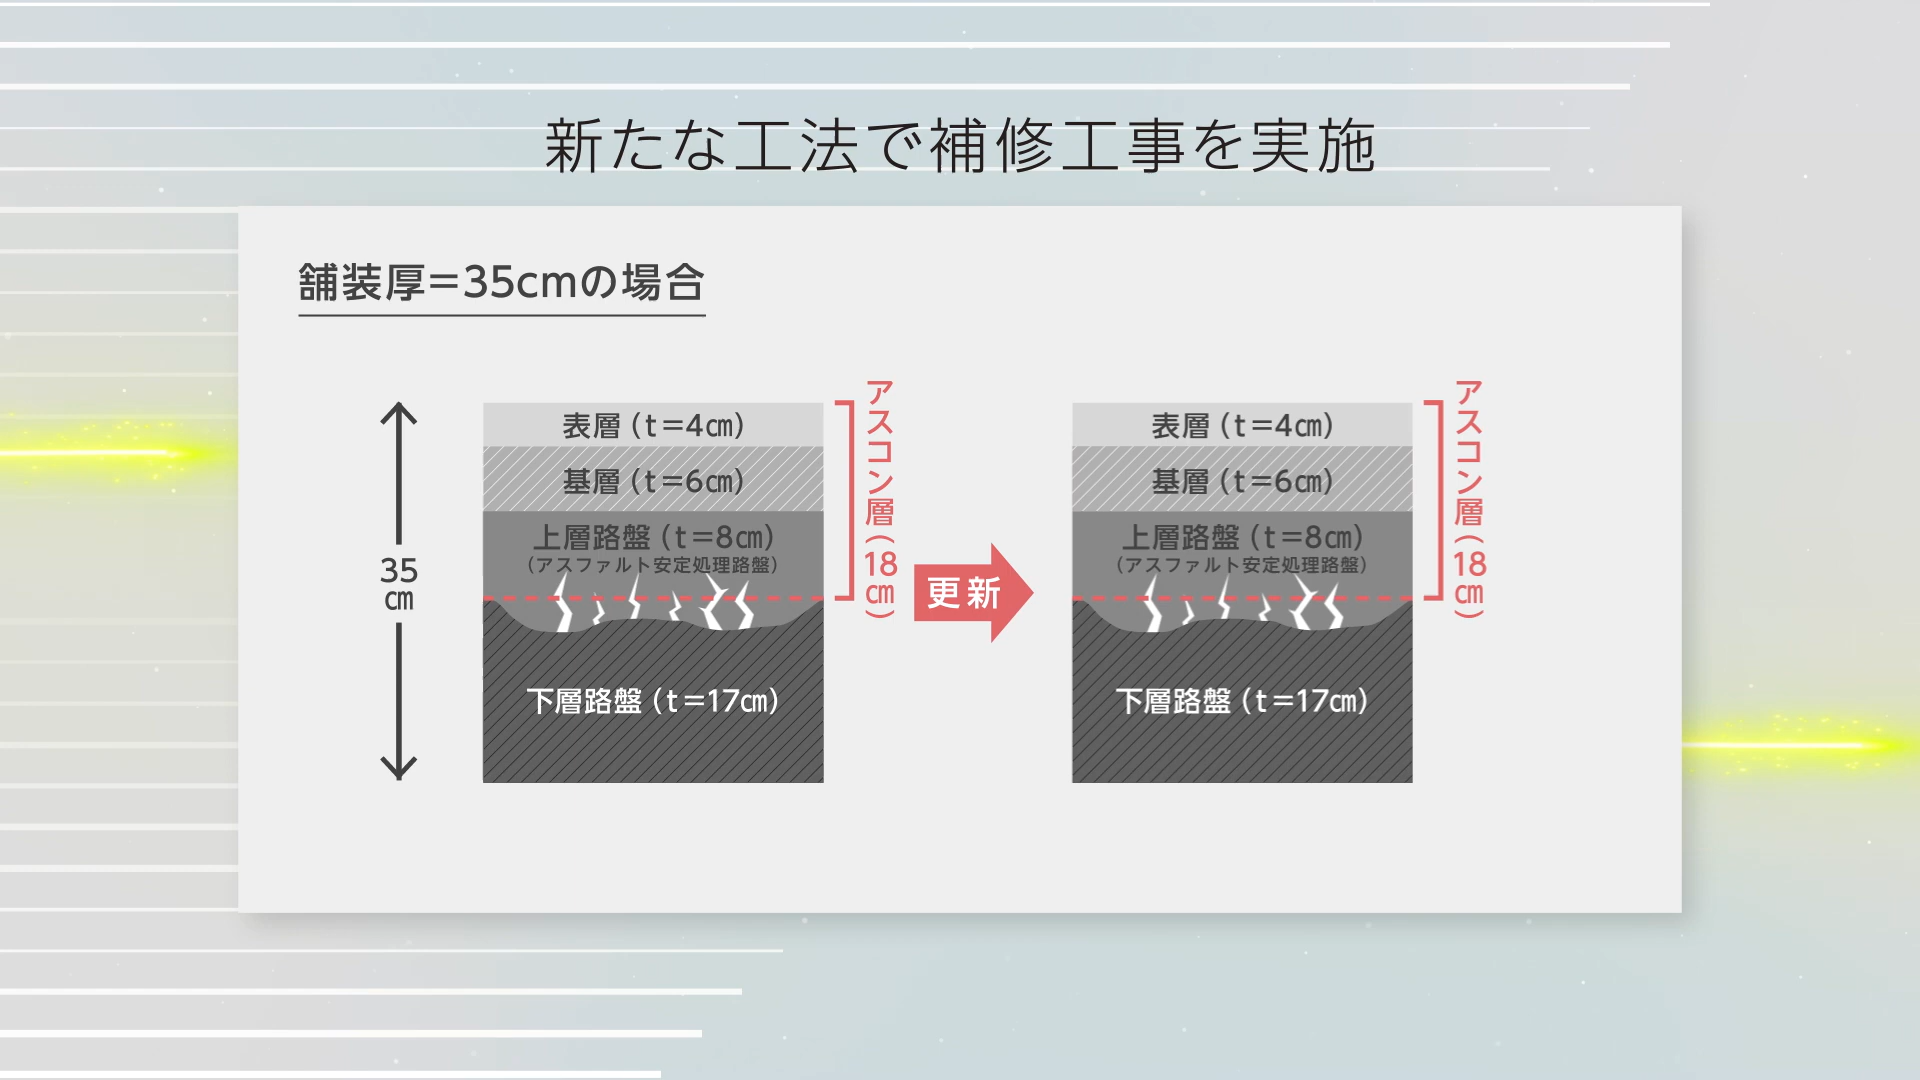 新たな工法で補修工事を実施
舗装厚=35cmの場合
35
㎝
表層(t=4㎝)
基層(t=6㎝)
上層路盤(t=8㎝)
(アスファルト安定処理路盤)
下層路盤(t=17㎝)
アスコン層(18㎝)
更新
表層(t=4㎝)
基層(t=6㎝)
上層路盤(t=8㎝)
(アスファルト安定処理路盤)
下層路盤(t=17㎝)
アスコン層(18㎝)